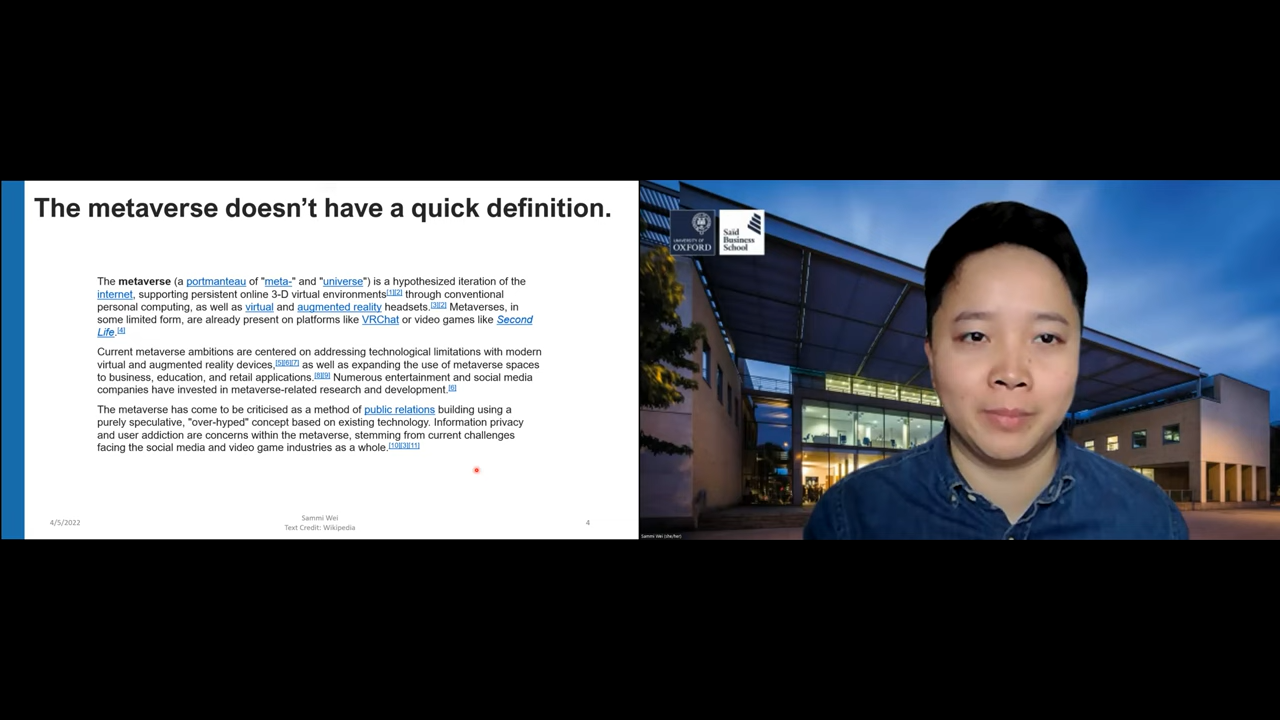 The metaverse doesn’t have a quick definition.
The metaverse (a portmanteau of "meta-" and "universe") is a hypothesized iteration of the
internet, supporting persistent online 3-D virtual environments[1][2] through conventional
personal computing, as well as virtual and augmented reality headsets.[3][2] Metaverses, in
some limited form, are already present on platforms like VRChat or video games like Second
Life.[4]
Current metaverse ambitions are centered on addressing technological limitations with modern
virtual and augmented reality devices,[5][6][7] as well as expanding the use of metaverse spaces
to business, education, and retail applications.[8][9] Numerous entertainment and social media
companies have invested in metaverse-related research and development.[6]
The metaverse has come to be criticised as a method of public relations building using a
purely speculative, "over-hyped" concept based on existing technology. Information privacy
and user addiction are concerns within the metaverse, stemming from current challenges
facing the social media and video game industries as a whole.[10][3][11]
4/5/2022
Sammi Wei
Text Credit: Wikipedia
4
UNIVERSITY OF
OXFORD
Saïd
Business
School
Sammi Wei (she/her)